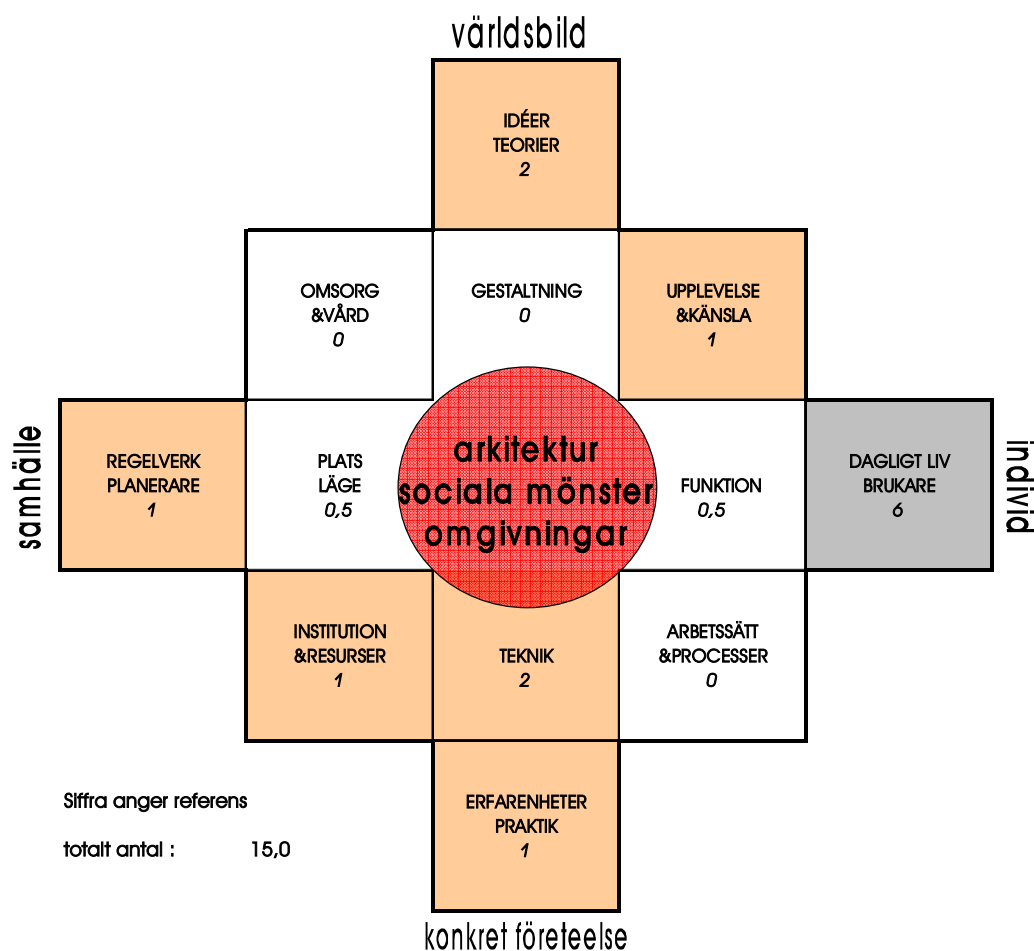 världsbild
IDÉER
TEORIER
2
OMSORG
&VÅRD
0
GESTALTNING
0
UPPLEVELSE
&KÄNSLA
1
samhälle
REGELVERK
PLANERARE
1
PLATS
LÄGE
0,5
arkitektur
sociala mönster
omgivningar
FUNKTION
0,5
DAGLIGT LIV
BRUKARE
6
individ
INSTITUTION
&RESURSER
1
TEKNIK
2
ARBETSSÄTT
&PROCESSER
0
ERFARENHETER
PRAKTIK
1
Siffra anger referens
totalt antal : 15,0
konkret företeelse